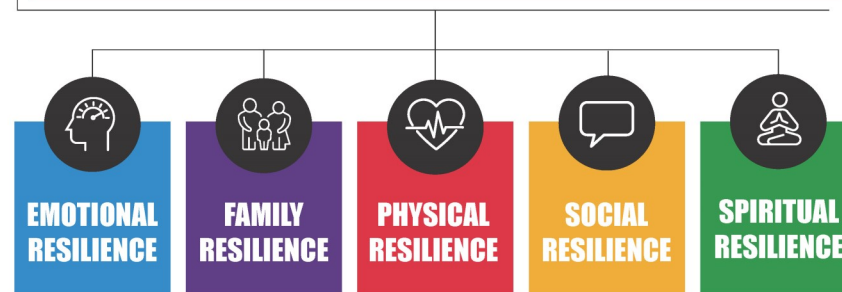 EMOTIONAL
RESILIENCE
FAMILY
RESILIENCE
PHYSICAL
RESILIENCE
SOCIAL
RESILIENCE
SPIRITUAL
RESILIENCE